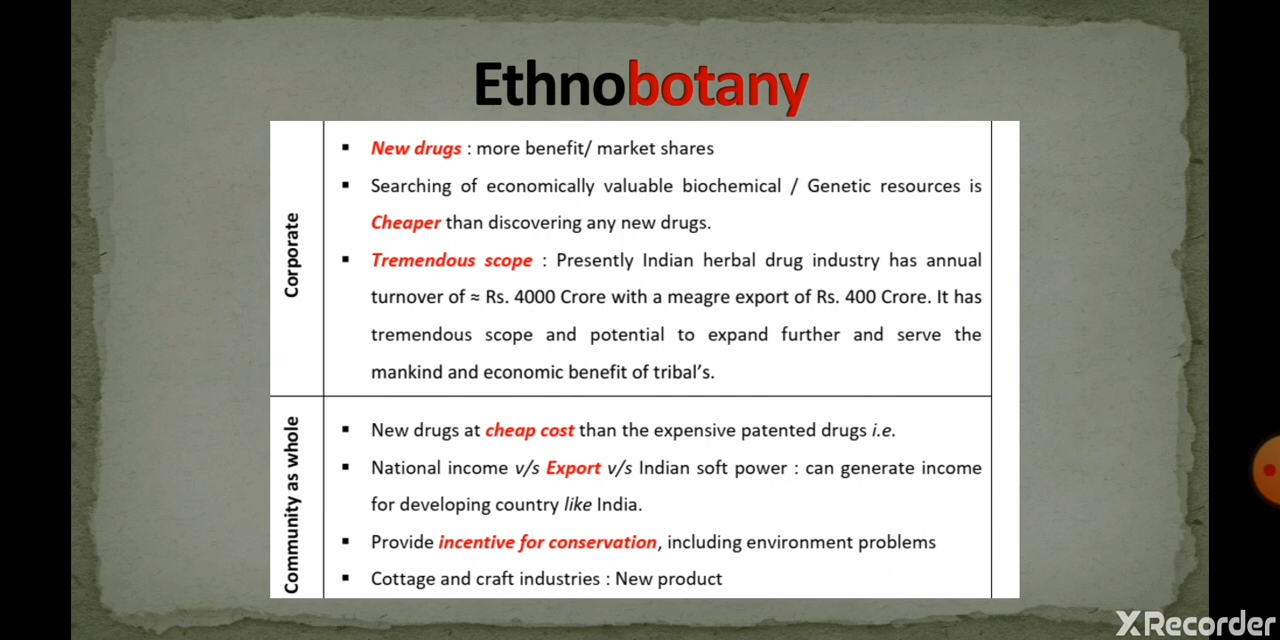 Ethnobotany
Corporate
▪ New drugs : more benefit/ market shares
▪ Searching of economically valuable biochemical / Genetic resources is
Cheaper than discovering any new drugs.
▪ Tremendous scope : Presently Indian herbal drug industry has annual
turnover of ≈ Rs. 4000 Crore with a meagre export of Rs. 400 Crore. It has
tremendous scope and potential to expand further and serve the
mankind and economic benefit of tribal's.
Community as whole
▪ New drugs at cheap cost than the expensive patented drugs i.e.
▪ National income v/s Export v/s Indian soft power : can generate income
for developing country like India.
▪ Provide incentive for conservation, including environment problems
▪ Cottage and craft industries : New product
XRecorder